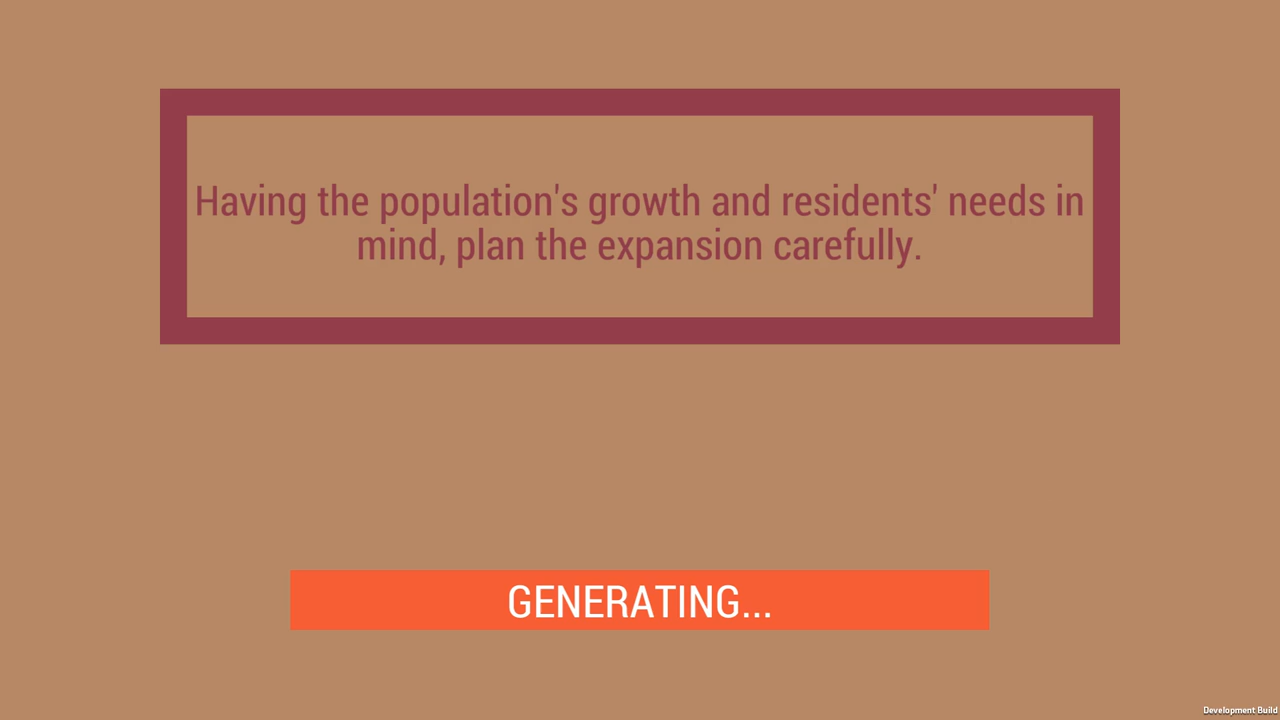 Having the population's growth and residents' needs in
mind, plan the expansion carefully.
GENERATING...
Development Build